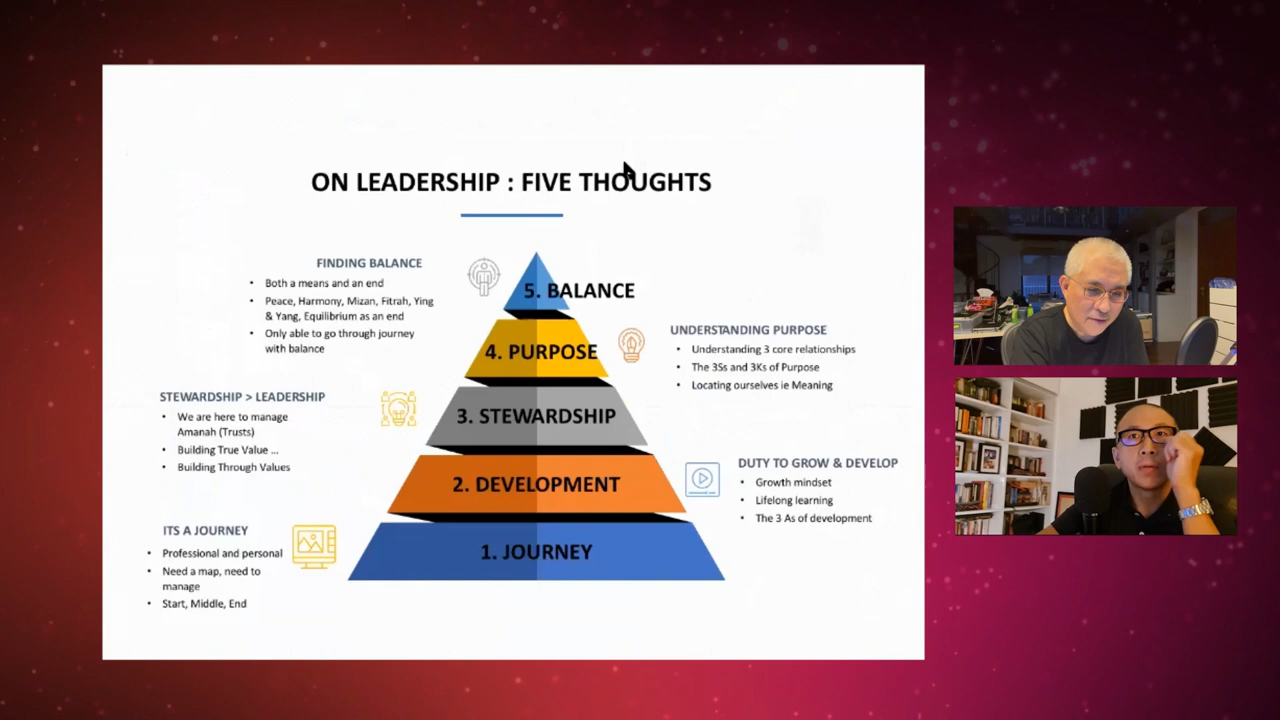 ON LEADERSHIP : FIVE THOUGHTS
FINDING BALANCE
• Both a means and an end
• Peace, Harmony, Mizan, Fitrah, Ying
& Yang, Equilibrium as an end
• Only able to go through journey
with balance
5. BALANCE
UNDERSTANDING PURPOSE
• Understanding 3 core relationships
• The 3Ss and 3Ks of Purpose
• Locating ourselves ie Meaning
4. PURPOSE
STEWARDSHIP > LEADERSHIP
• We are here to manage
Amanah (Trusts)
• Building True Value ...
• Building Through Values
3. STEWARDSHIP
DUTY TO GROW & DEVELOP
• Growth mindset
• Lifelong learning
• The 3 As of development
2. DEVELOPMENT
ITS A JOURNEY
• Professional and personal
• Need a map, need to
manage
• Start, Middle, End
1. JOURNEY